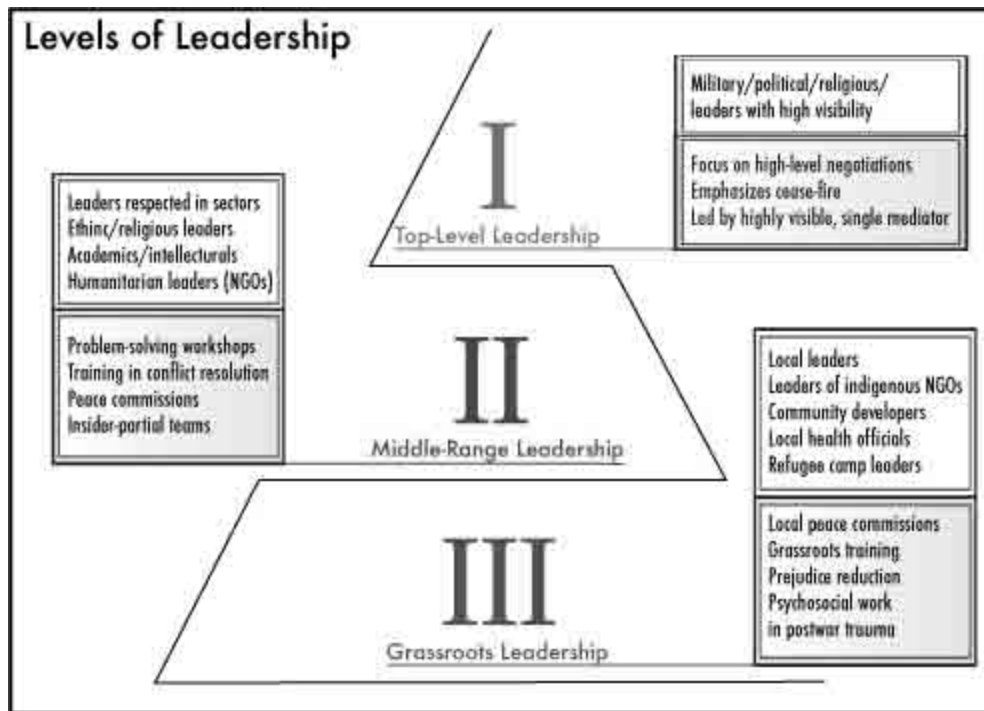 Levels of Leadership
I
Top-Level Leadership
Military/political/religious/
leaders with high visibility
Focus on high-level negotiations
Emphasizes cease-fire
Led by highly visible, single mediator
II
Middle-Range Leadership
Leaders respected in sectors
Ethinc/religious leaders
Academics/intellecturals
Humanitarian leaders (NGOs)
Problem-solving workshops
Training in conflict resolution
Peace commissions
Insider-partial teams
III
Grassroots Leadership
Local leaders
Leaders of indigenous NGOs
Community developers
Local health officials
Refugee camp leaders
Local peace commissions
Grassroots training
Prejudice reduction
Psychosocial work
in postwar trauma